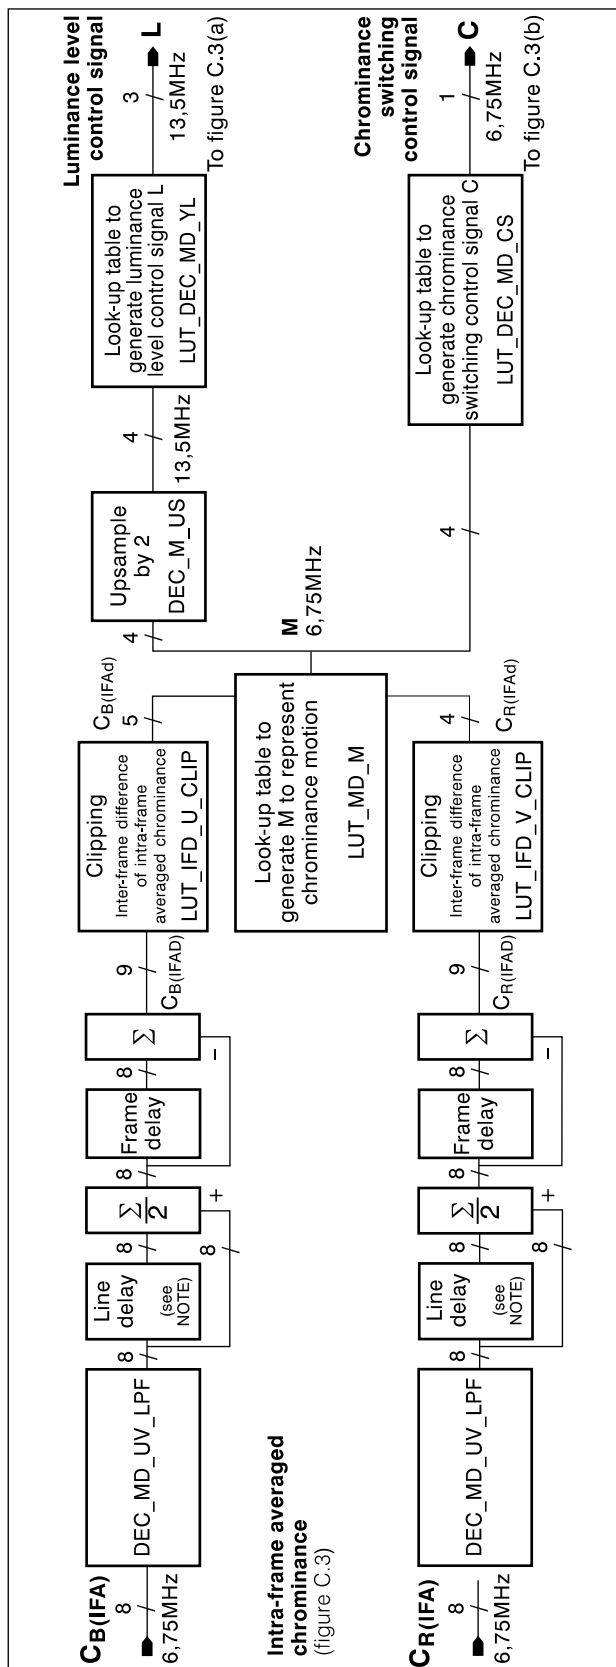 C_B(IFA)
8
6,75MHz
DEC_MD_UV_LPF
8
Line
delay
(see
NOTE)
8
8
Σ
2
+
8
Frame
delay
8
Σ
–
9
C_B(IFAD)
Clipping
Inter-frame difference
of intra-frame
averaged chrominance
LUT_IFD_U_CLIP
5
C_B(IFAd)
4
Upsample
by 2
DEC_M_US
4
13,5MHz
Look-up table to
generate luminance
level control signal L
LUT_DEC_MD_YL
Luminance level
control signal
3
L
13,5MHz
To figure C.3(a)
Intra-frame averaged
chrominance
(figure C.3)
Look-up table to
generate M to represent
chrominance motion
LUT_MD_M
M
6,75MHz
C_R(IFA)
8
6,75MHz
DEC_MD_UV_LPF
8
Line
delay
(see
NOTE)
8
8
Σ
2
+
8
Frame
delay
8
Σ
–
9
C_R(IFAD)
Clipping
Inter-frame difference
of intra-frame
averaged chrominance
LUT_IFD_V_CLIP
4
C_R(IFAd)
4
Look-up table to
generate chrominance
switching control signal C
LUT_DEC_MD_CS
Chrominance
switching
control signal
1
C
6,75MHz
To figure C.3(b)